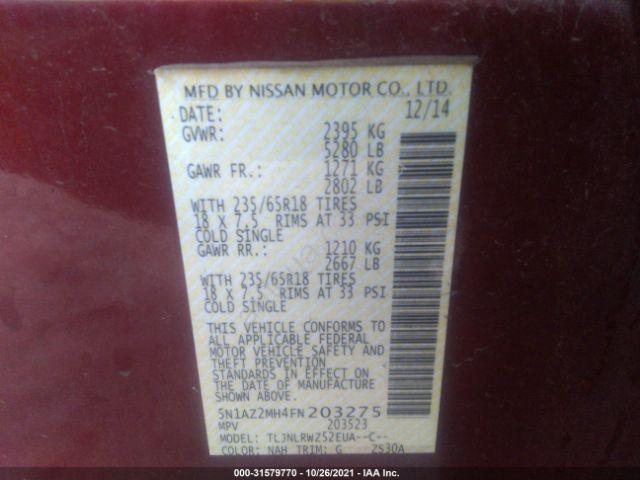 MFD BY NISSAN MOTOR CO., LTD.
DATE: 12/14
GVWR: 2395 KG
5280 LB
GAWR FR.: 1271 KG
2802 LB
WITH 235/65R18 TIRES
18 X 7.5 RIMS AT 33 PSI
COLD SINGLE
GAWR RR.: 1210 KG
2667 LB
WITH 235/65R18 TIRES
18 X 7.5 RIMS AT 33 PSI
COLD SINGLE
THIS VEHICLE CONFORMS TO
ALL APPLICABLE FEDERAL
MOTOR VEHICLE SAFETY AND
THEFT PREVENTION
STANDARDS IN EFFECT ON
THE DATE OF MANUFACTURE
SHOWN ABOVE.
5N1AZ2MH4FN203275
MPV 203523
MODEL: TLJNLRWZ52EUA--C--
COLOR: NAH TRIM: G ZS30A
000-31579770 - 10/26/2021 - IAA Inc.